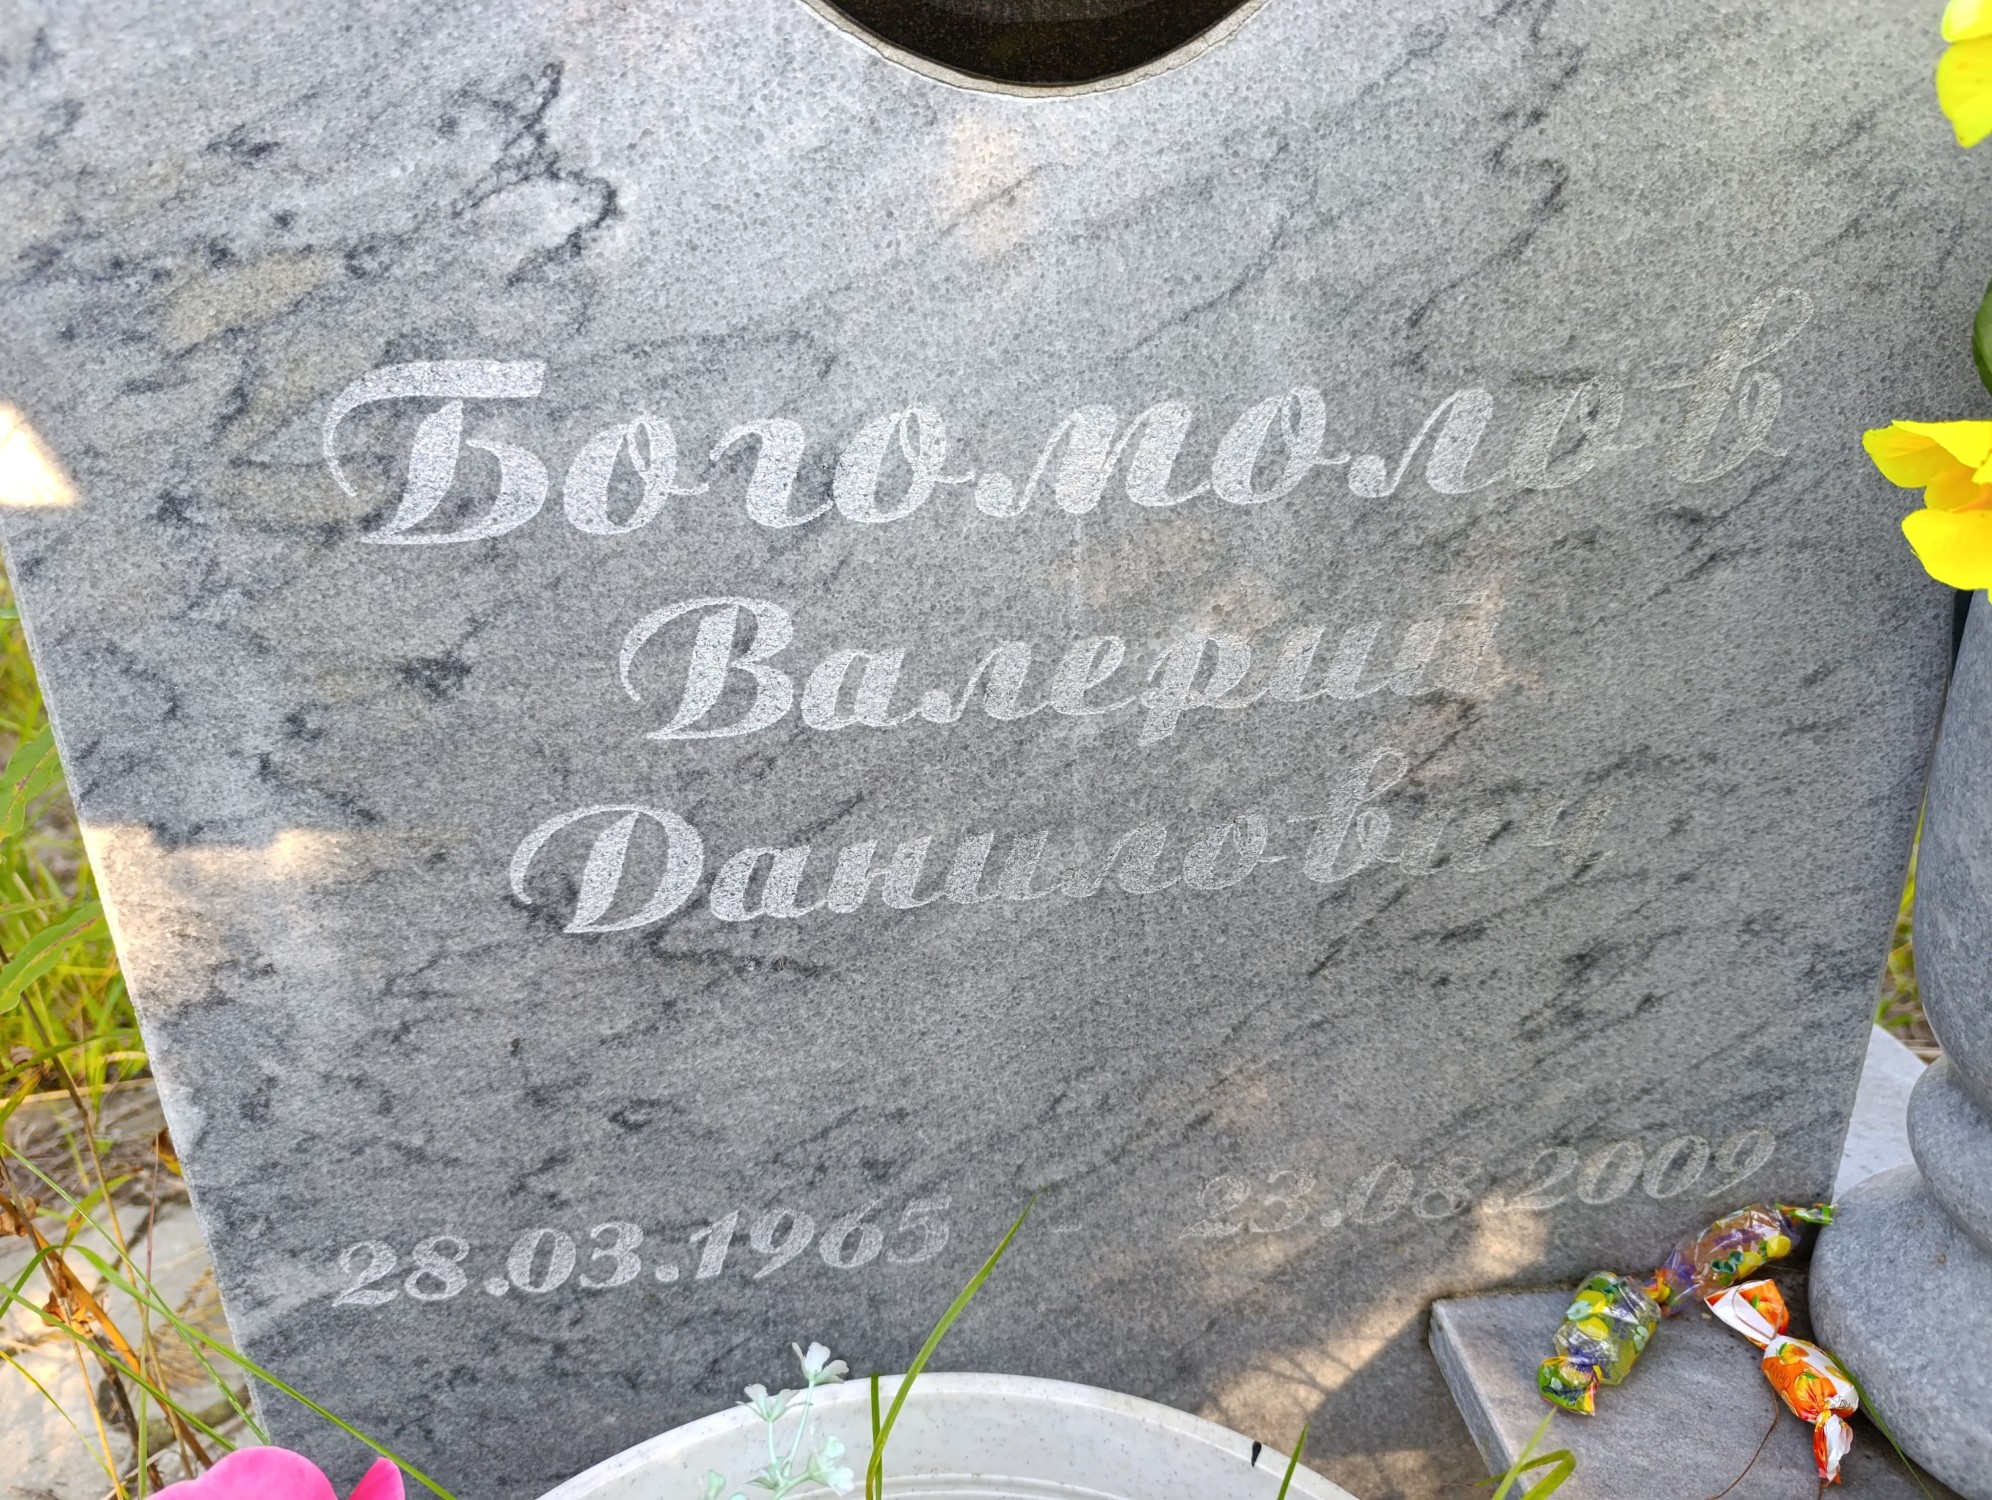 Богомолов
Валерий
Данилович
28.03.1965 - 23.08.2009